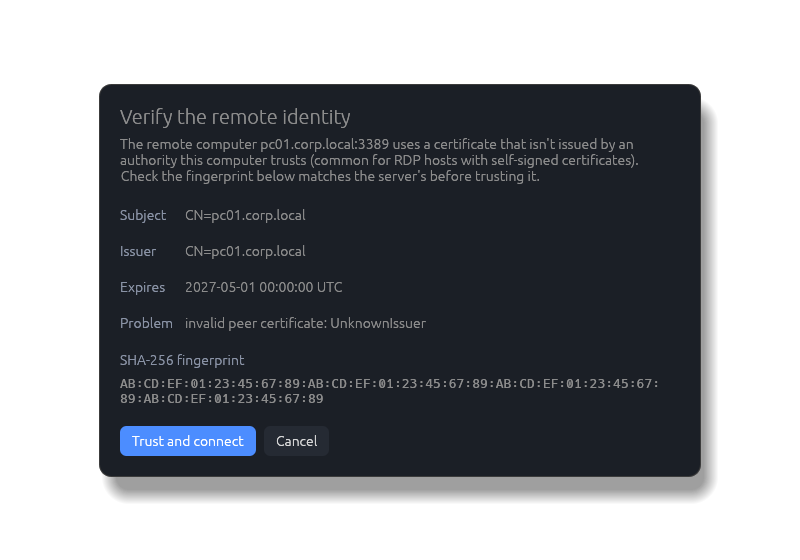 Verify the remote identity
The remote computer pc01.corp.local:3389 uses a certificate that isn't issued by an
authority this computer trusts (common for RDP hosts with self-signed certificates).
Check the fingerprint below matches the server's before trusting it.
Subject CN=pc01.corp.local
Issuer CN=pc01.corp.local
Expires 2027-05-01 00:00:00 UTC
Problem invalid peer certificate: UnknownIssuer
SHA-256 fingerprint
AB:CD:EF:01:23:45:67:89:AB:CD:EF:01:23:45:67:89:AB:CD:EF:01:23:45:67:
89:AB:CD:EF:01:23:45:67:89
Trust and connect Cancel